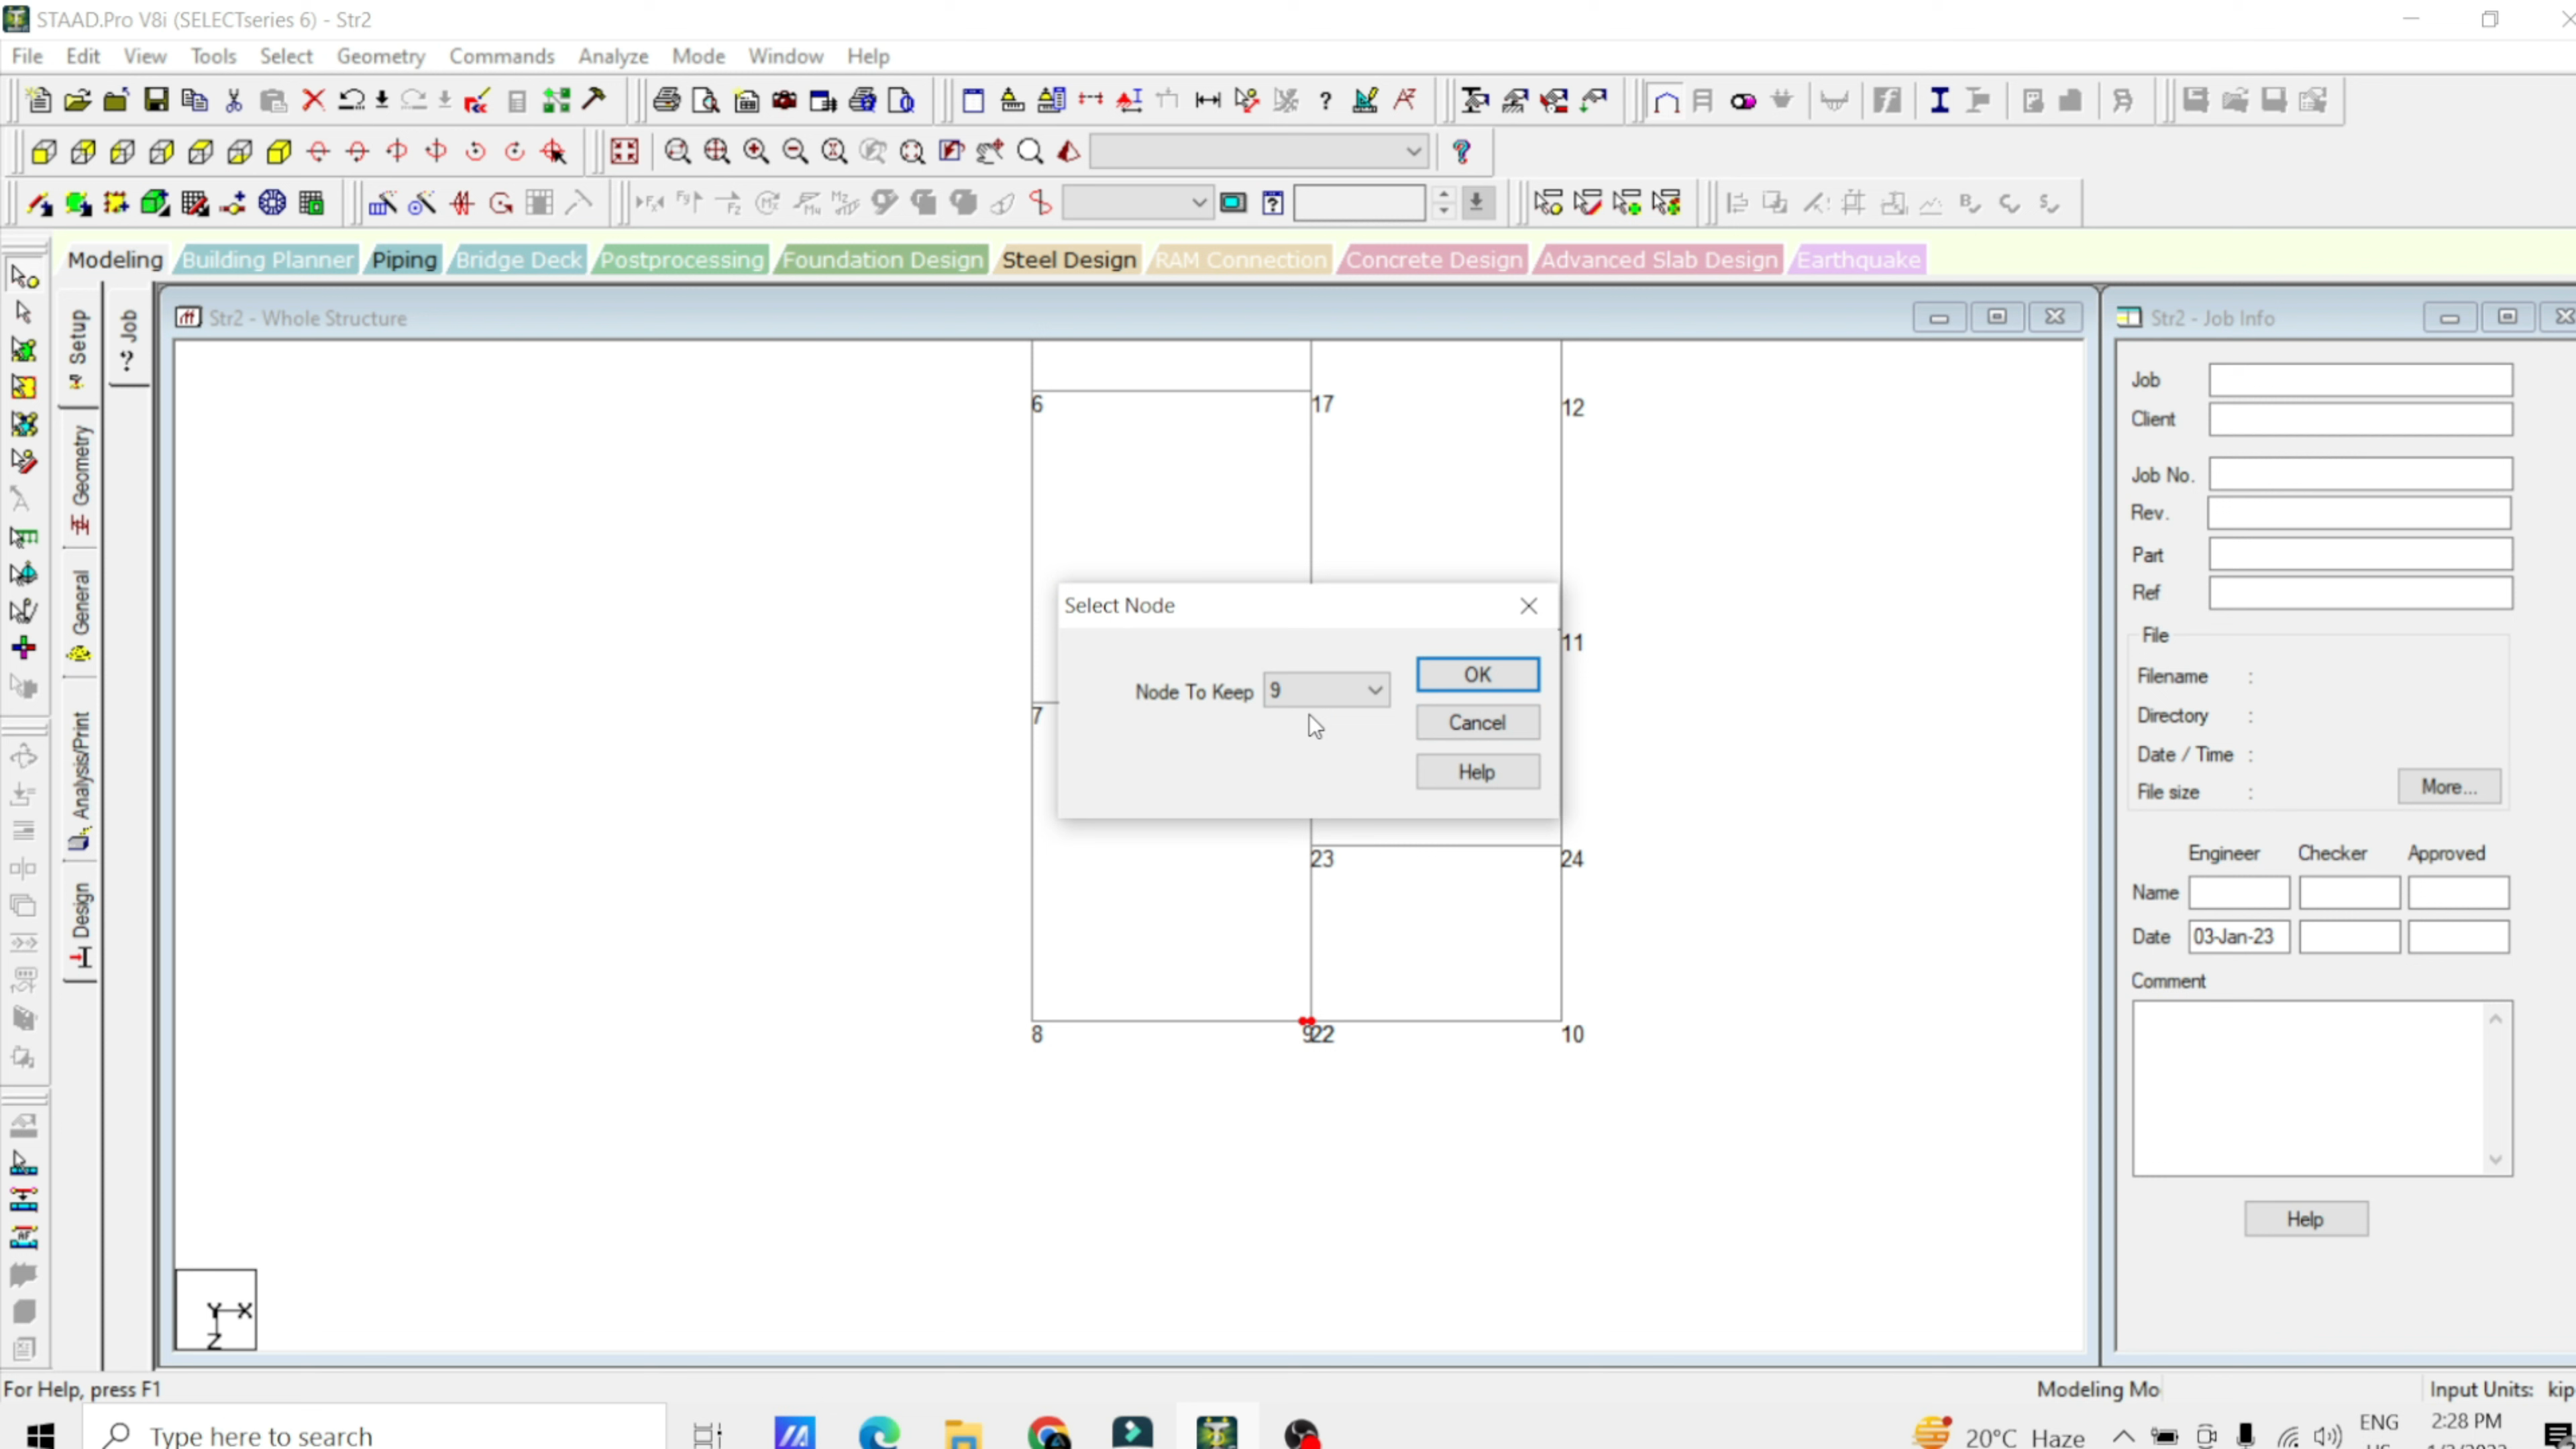 STAAD.Pro V8i (SELECTseries 6) - Str2
File Edit View Tools Select Geometry Commands Analyze Mode Window Help
Modeling Building Planner Piping Bridge Deck Postprocessing Foundation Design Steel Design RAM Connection Concrete Design Advanced Slab Design Earthquake
Setup
Geometry
General
Analysis/Print
Design
Job
Str2 - Whole Structure
6 17 12
Select Node
11
Node To Keep 9
OK
Cancel
Help
7
23 24
8 922 10
Y X
Z
Str2 - Job Info
Job
Client
Job No.
Rev.
Part
Ref
File
Filename :
Directory :
Date / Time :
File size :
More...
Engineer Checker Approved
Name
Date 03-Jan-23
Comment
Help
For Help, press F1
Modeling Mo
Input Units: kip
Type here to search
20°C Haze
ENG
2:28 PM